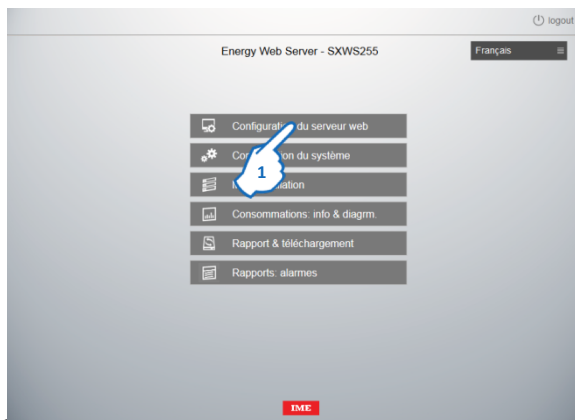 logout
Energy Web Server - SXWS255
Français
Configuration du serveur web
du système
1
Consommations: info & diagrm.
Rapport & téléchargement
Rapports: alarmes
IME